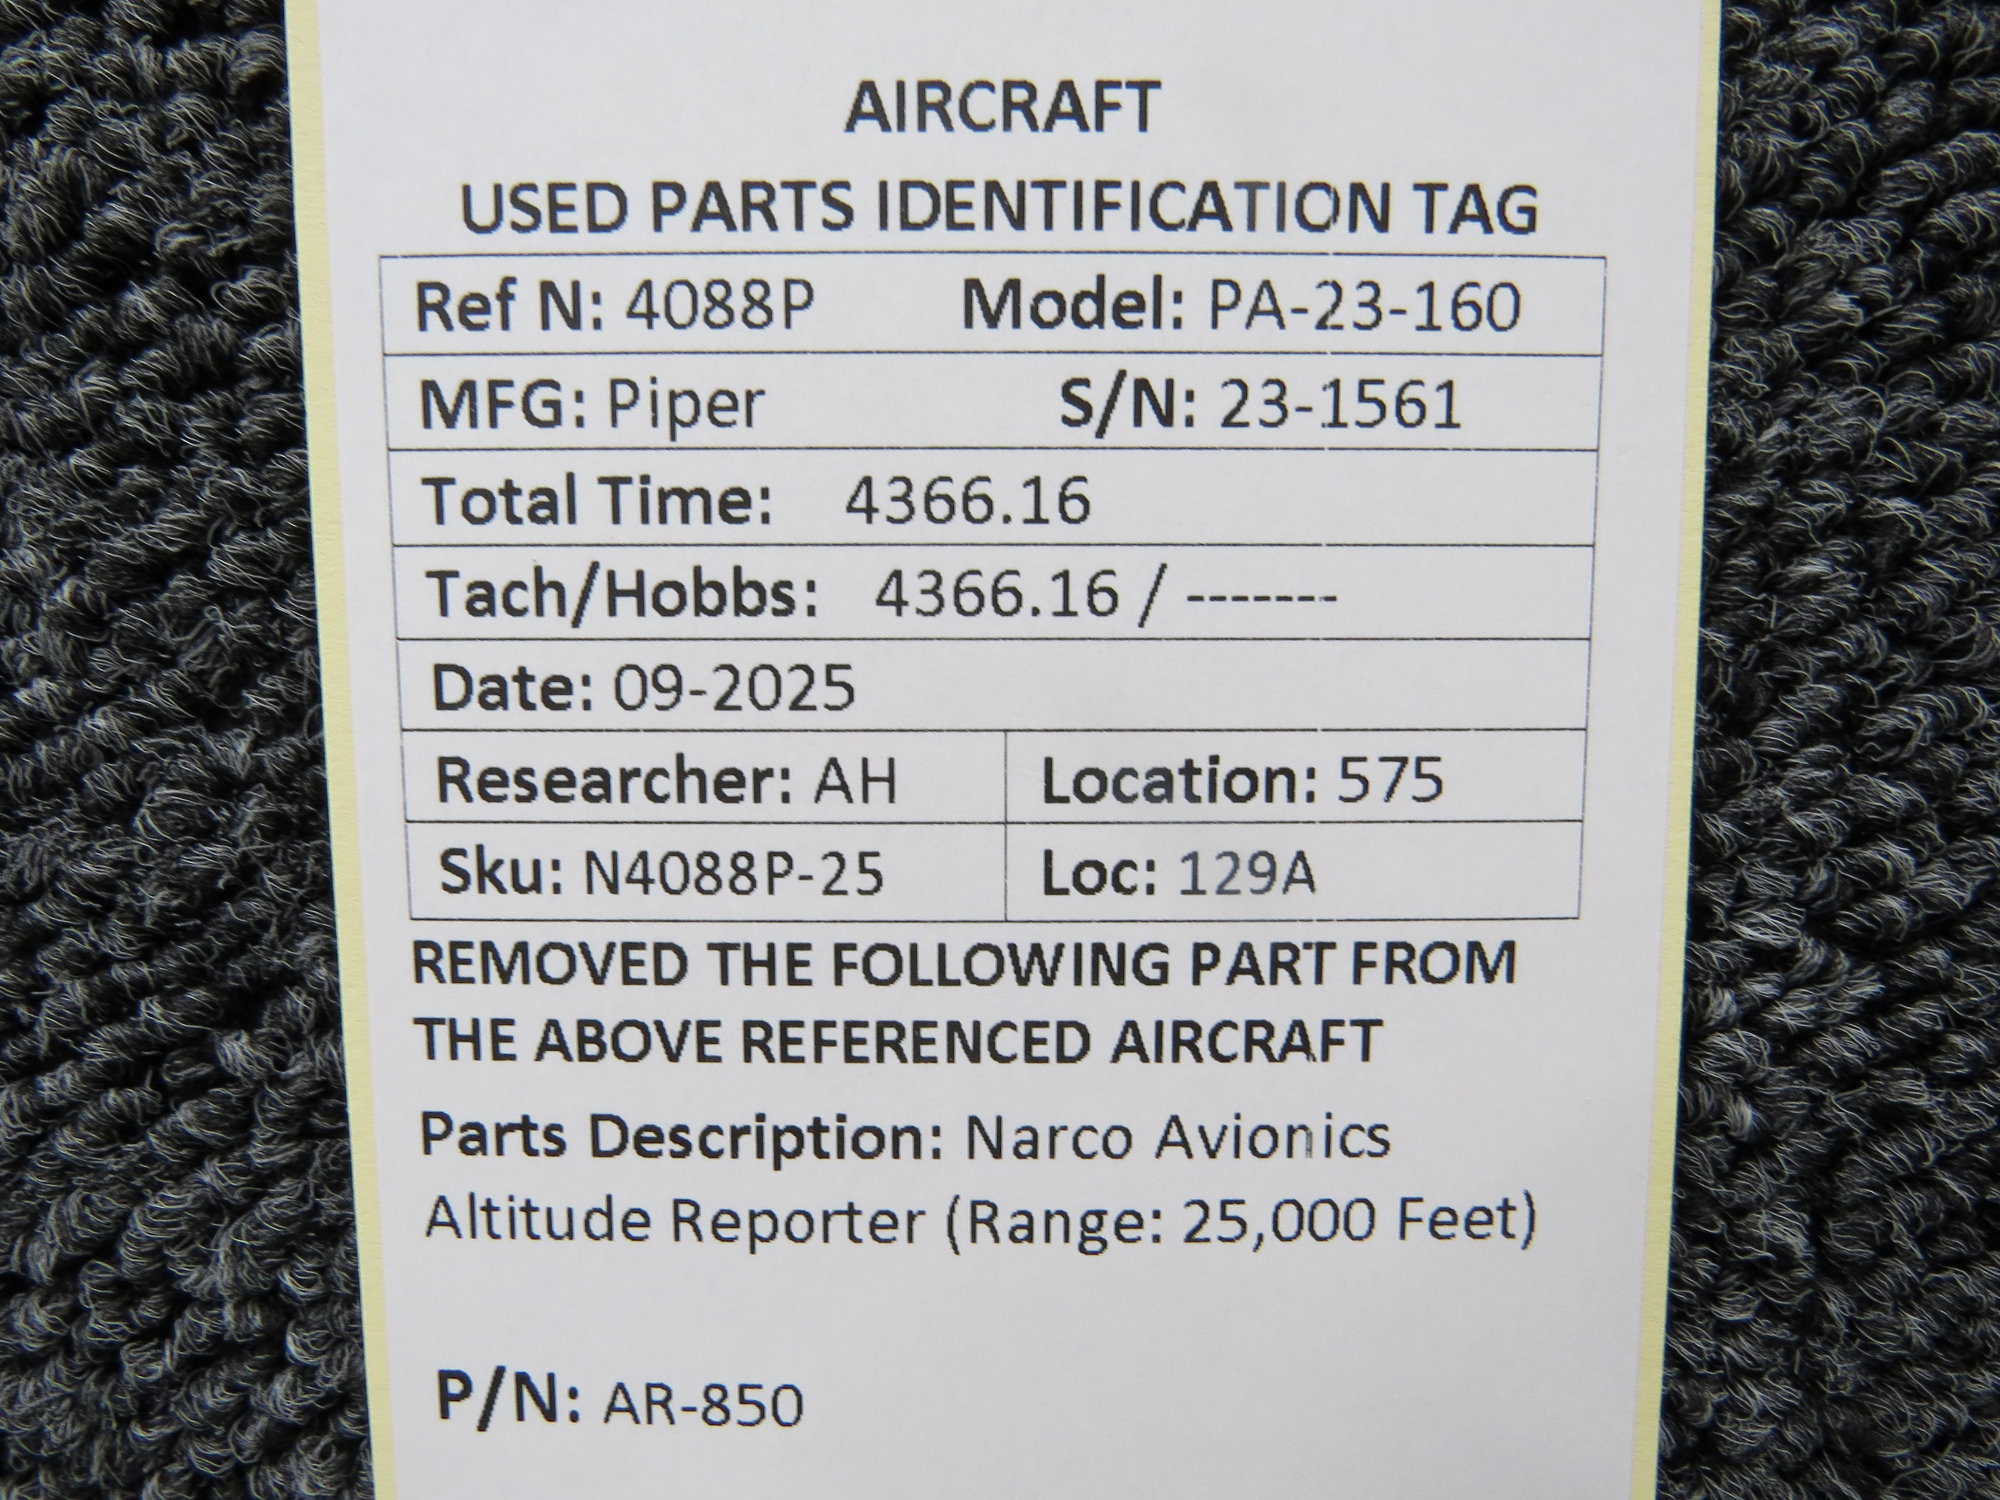 AIRCRAFT
USED PARTS IDENTIFICATION TAG
Ref N: 4088P Model: PA-23-160
MFG: Piper S/N: 23-1561
Total Time: 4366.16
Tach/Hobbs: 4366.16 / -------
Date: 09-2025
Researcher: AH Location: 575
Sku: N4088P-25 Loc: 129A
REMOVED THE FOLLOWING PART FROM
THE ABOVE REFERENCED AIRCRAFT
Parts Description: Narco Avionics
Altitude Reporter (Range: 25,000 Feet)
P/N: AR-850